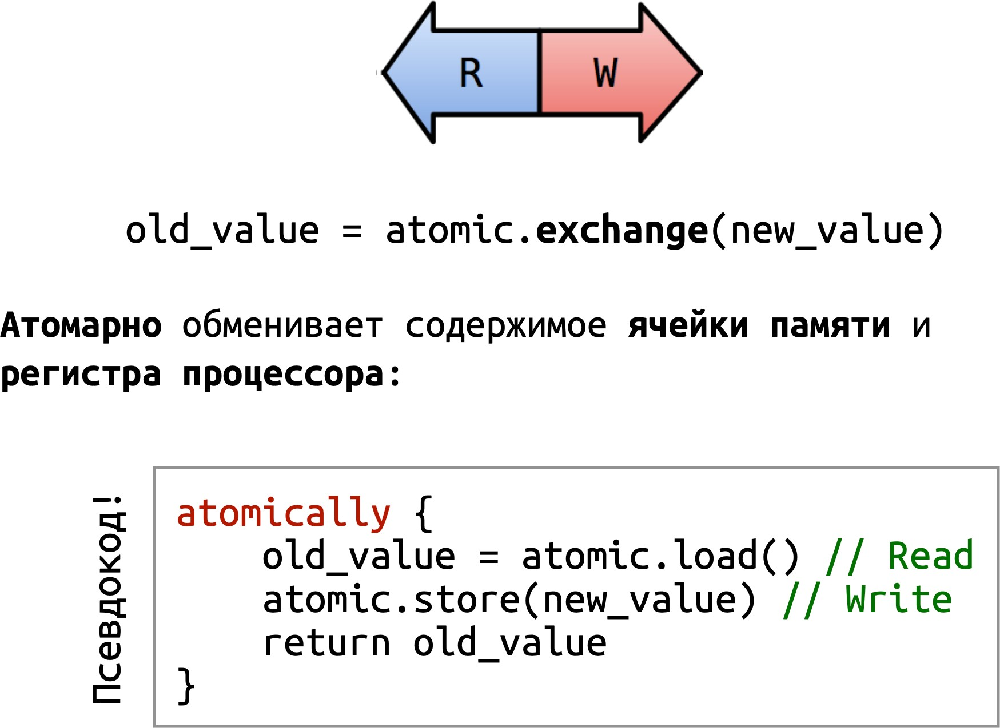 R W
old_value = atomic.exchange(new_value)
Атомарно обменивает содержимое ячейки памяти и
регистра процессора:
Псевдокод!
atomically {
    old_value = atomic.load() // Read
    atomic.store(new_value) // Write
    return old_value
}